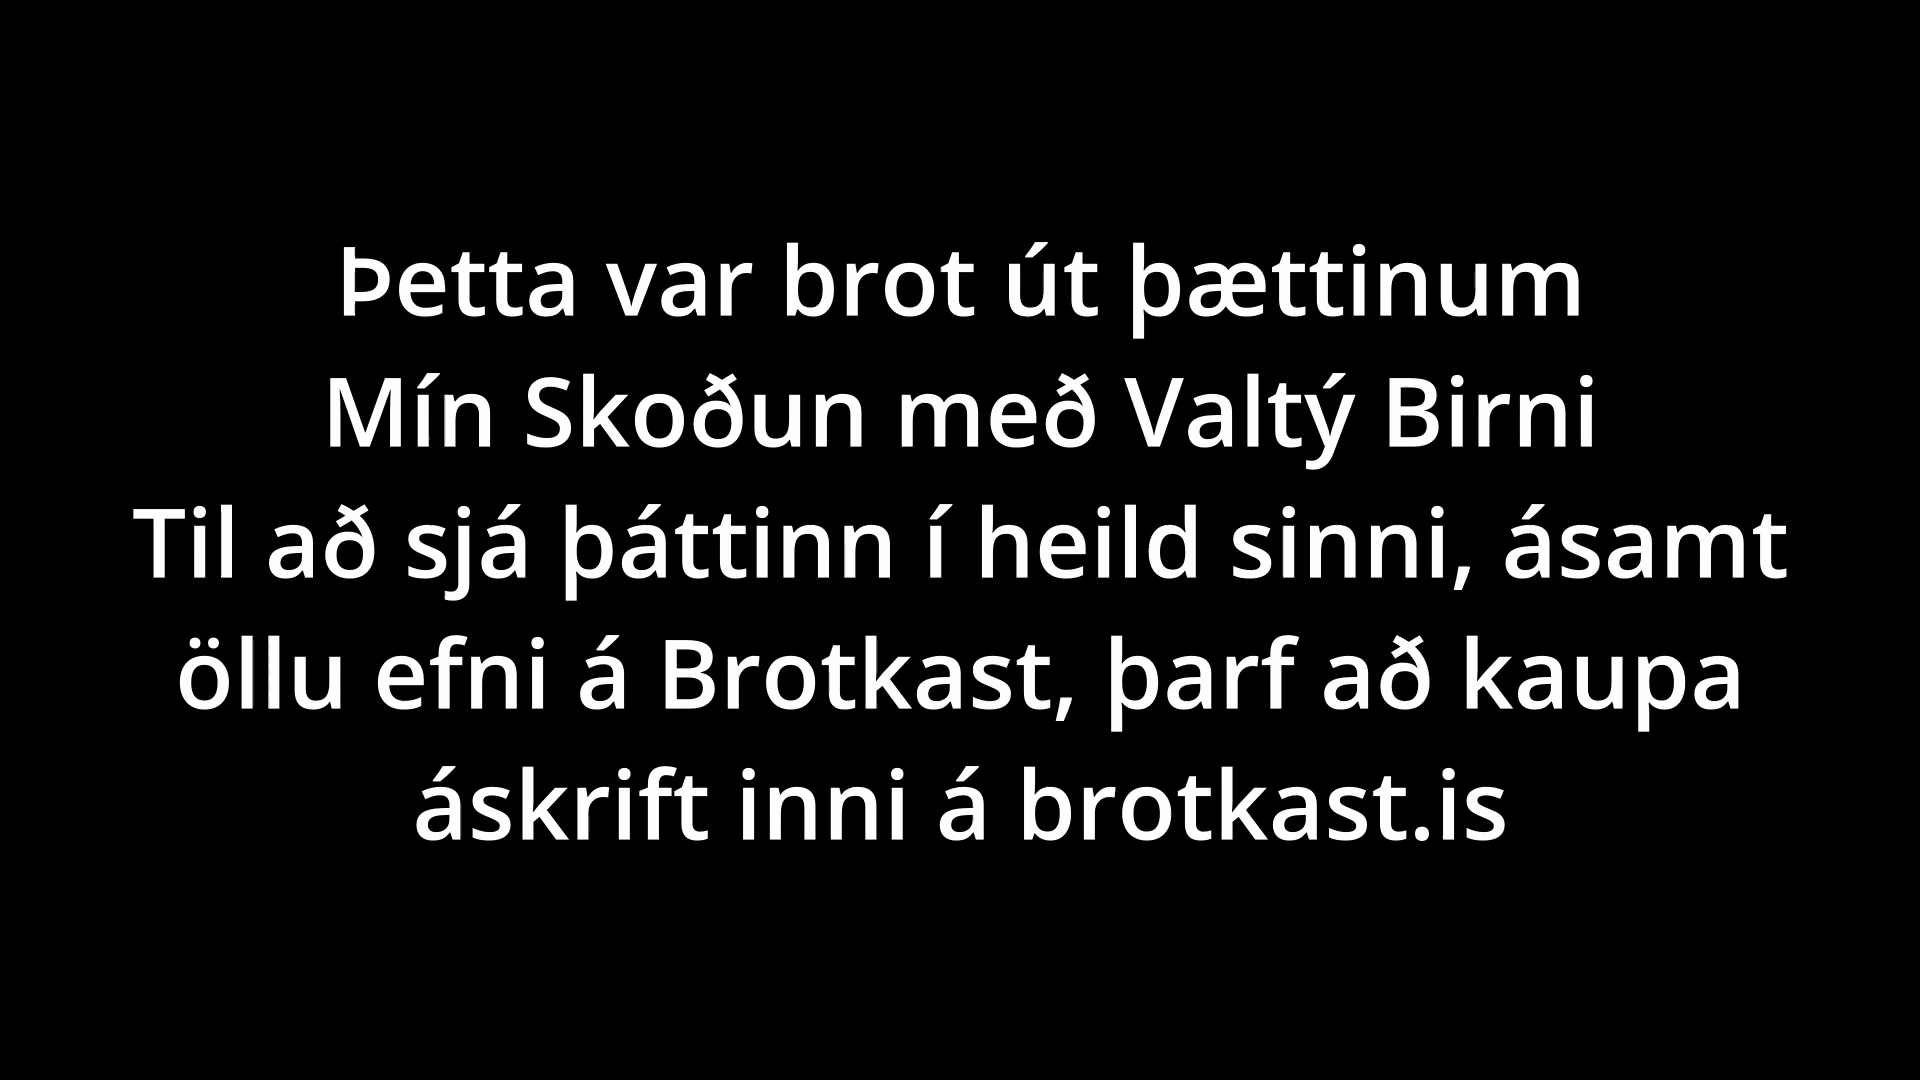 Þetta var brot út þættinum
Mín Skoðun með Valtý Birni
Til að sjá þáttinn í heild sinni, ásamt
öllu efni á Brotkast, þarf að kaupa
áskrift inni á brotkast.is